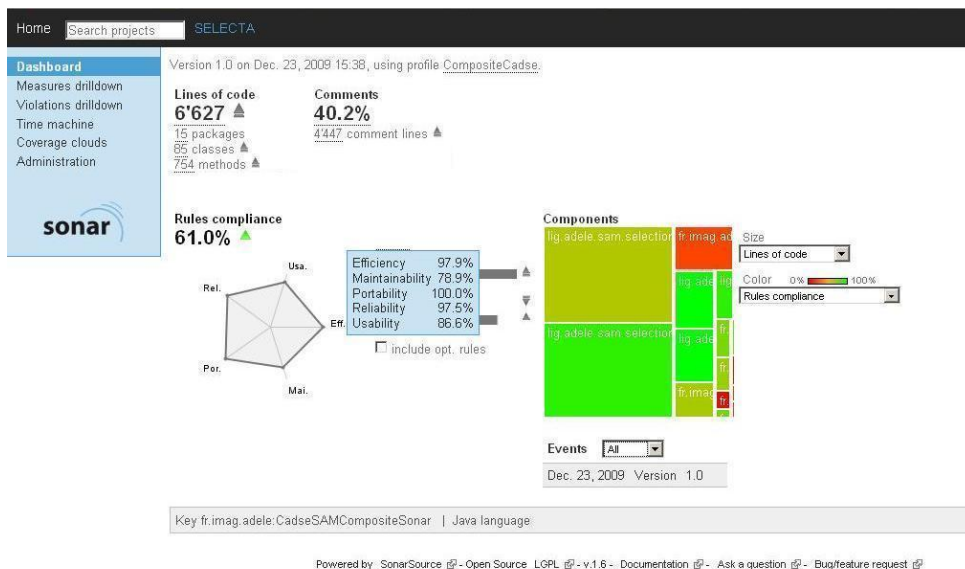 Home Search projects SELECTA
Dashboard
Measures drilldown
Violations drilldown
Time machine
Coverage clouds
Administration
sonar
Version 1.0 on Dec. 23, 2009 15:38, using profile CompositeCadse.
Lines of code
6'627
15 packages
85 classes
754 methods
Comments
40.2%
4'447 comment lines
Rules compliance
61.0%
Usa.
Rel.
Eff.
Por.
Mai.
Efficiency 97.9%
Maintainability 78.9%
Portability 100.0%
Reliability 97.5%
Usability 86.6%
include opt. rules
Components
lig.adele.sam.selection
fr.imag.ad
lig.ade
lig
lig.adele.sam.selection
lig.ade
fr.
fr.
fr.imag
fr.
Size
Lines of code
Color 0% 100%
Rules compliance
Events All
Dec. 23, 2009 Version 1.0
Key fr.imag.adele:CadseSAMCompositeSonar | Java language
Powered by SonarSource - Open Source LGPL - v.1.6 - Documentation - Ask a question - Bug/feature request